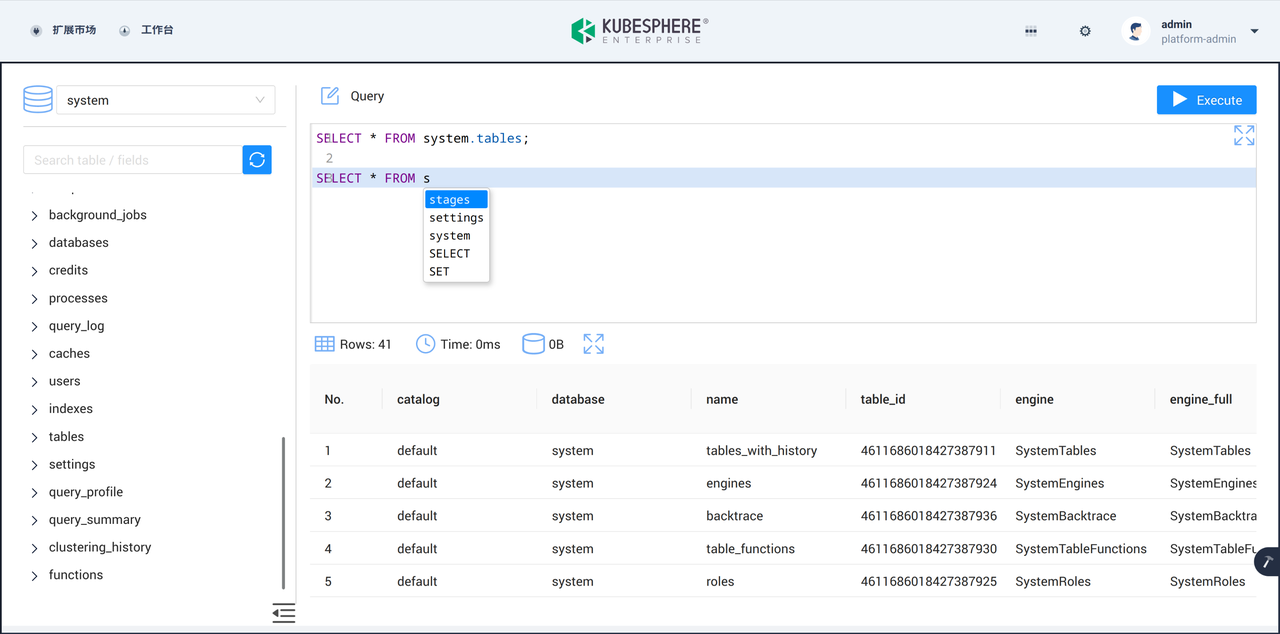 扩展市场
工作台
KUBESPHERE®
ENTERPRISE
admin
platform-admin
system
Search table / fields
background_jobs
databases
credits
processes
query_log
caches
users
indexes
tables
settings
query_profile
query_summary
clustering_history
functions
Query
Execute
SELECT * FROM system.tables;
2
SELECT * FROM s
stages
settings
system
SELECT
SET
Rows: 41 Time: 0ms 0B
No. catalog database name table_id engine engine_full
1 default system tables_with_history 4611686018427387911 SystemTables SystemTables
2 default system engines 4611686018427387924 SystemEngines SystemEngines
3 default system backtrace 4611686018427387936 SystemBacktrace SystemBacktra
4 default system table_functions 4611686018427387930 SystemTableFunctions SystemTableFu
5 default system roles 4611686018427387925 SystemRoles SystemRoles